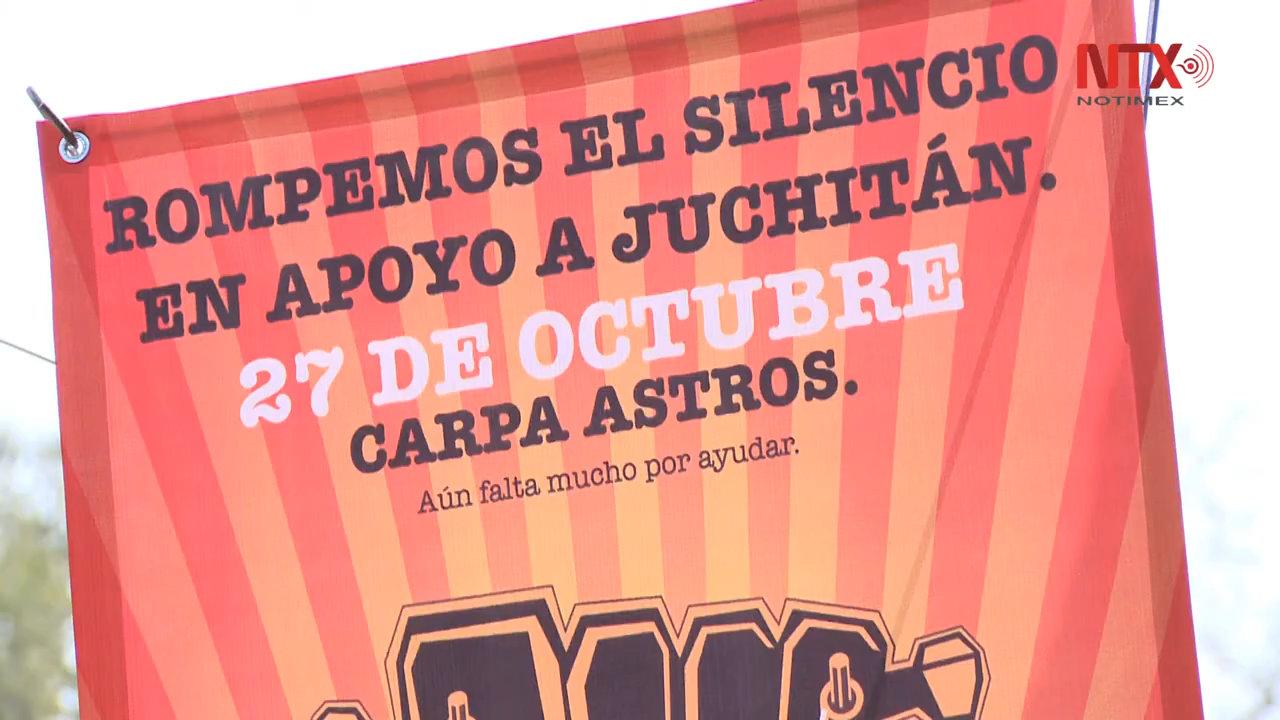 NTX
NOTIMEX
ROMPEMOS EL SILENCIO
EN APOYO A JUCHITÁN.
27 DE OCTUBRE
CARPA ASTROS.
Aún falta mucho por ayudar.